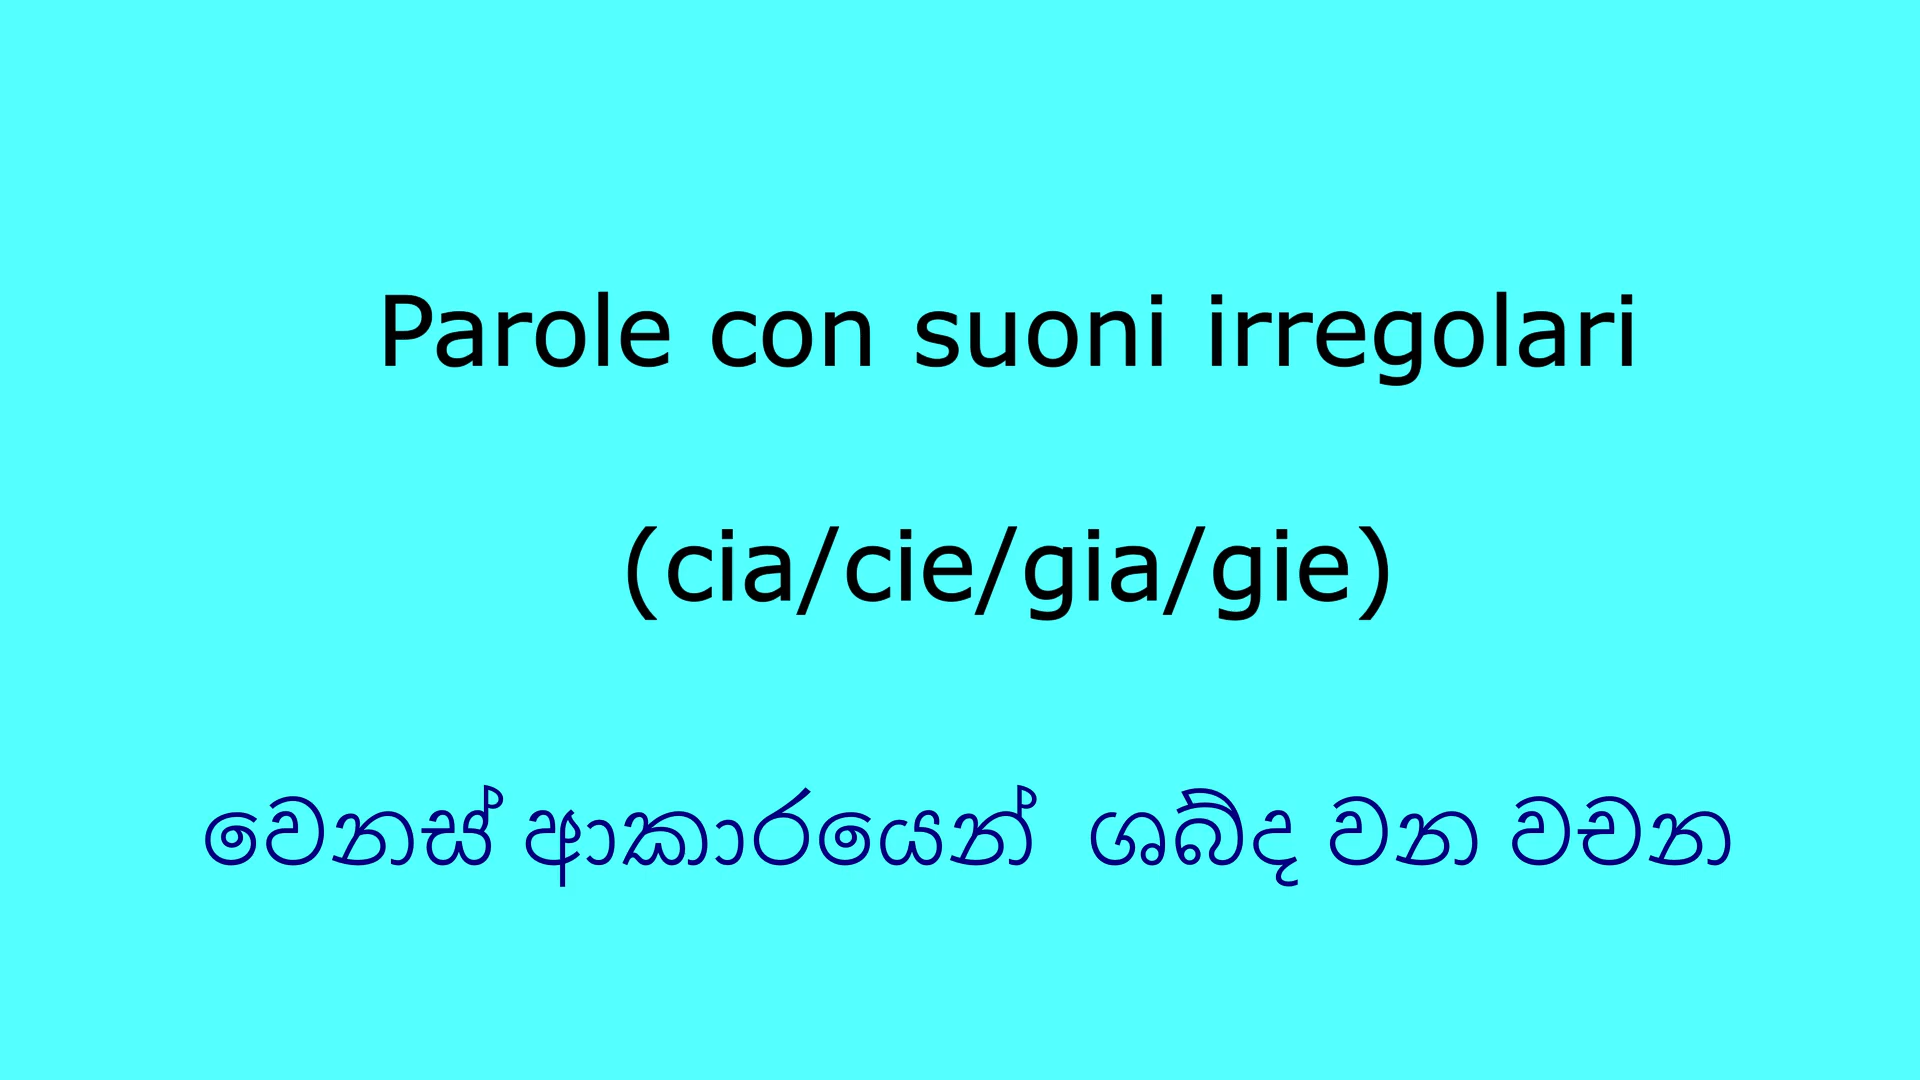 Parole con suoni irregolari
(cia/cie/gia/gie)
වෙනස් ආකාරයෙන් ශබ්ද වන වචන